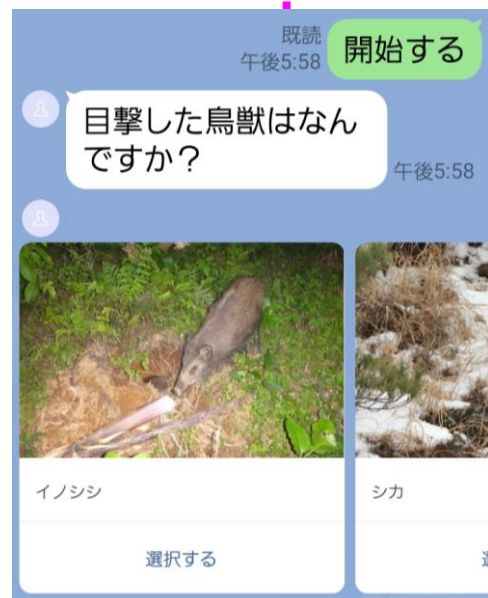 既読
午後5:58
開始する
目撃した鳥獣はなん
ですか？
午後5:58
イノシシ
シカ
選択する